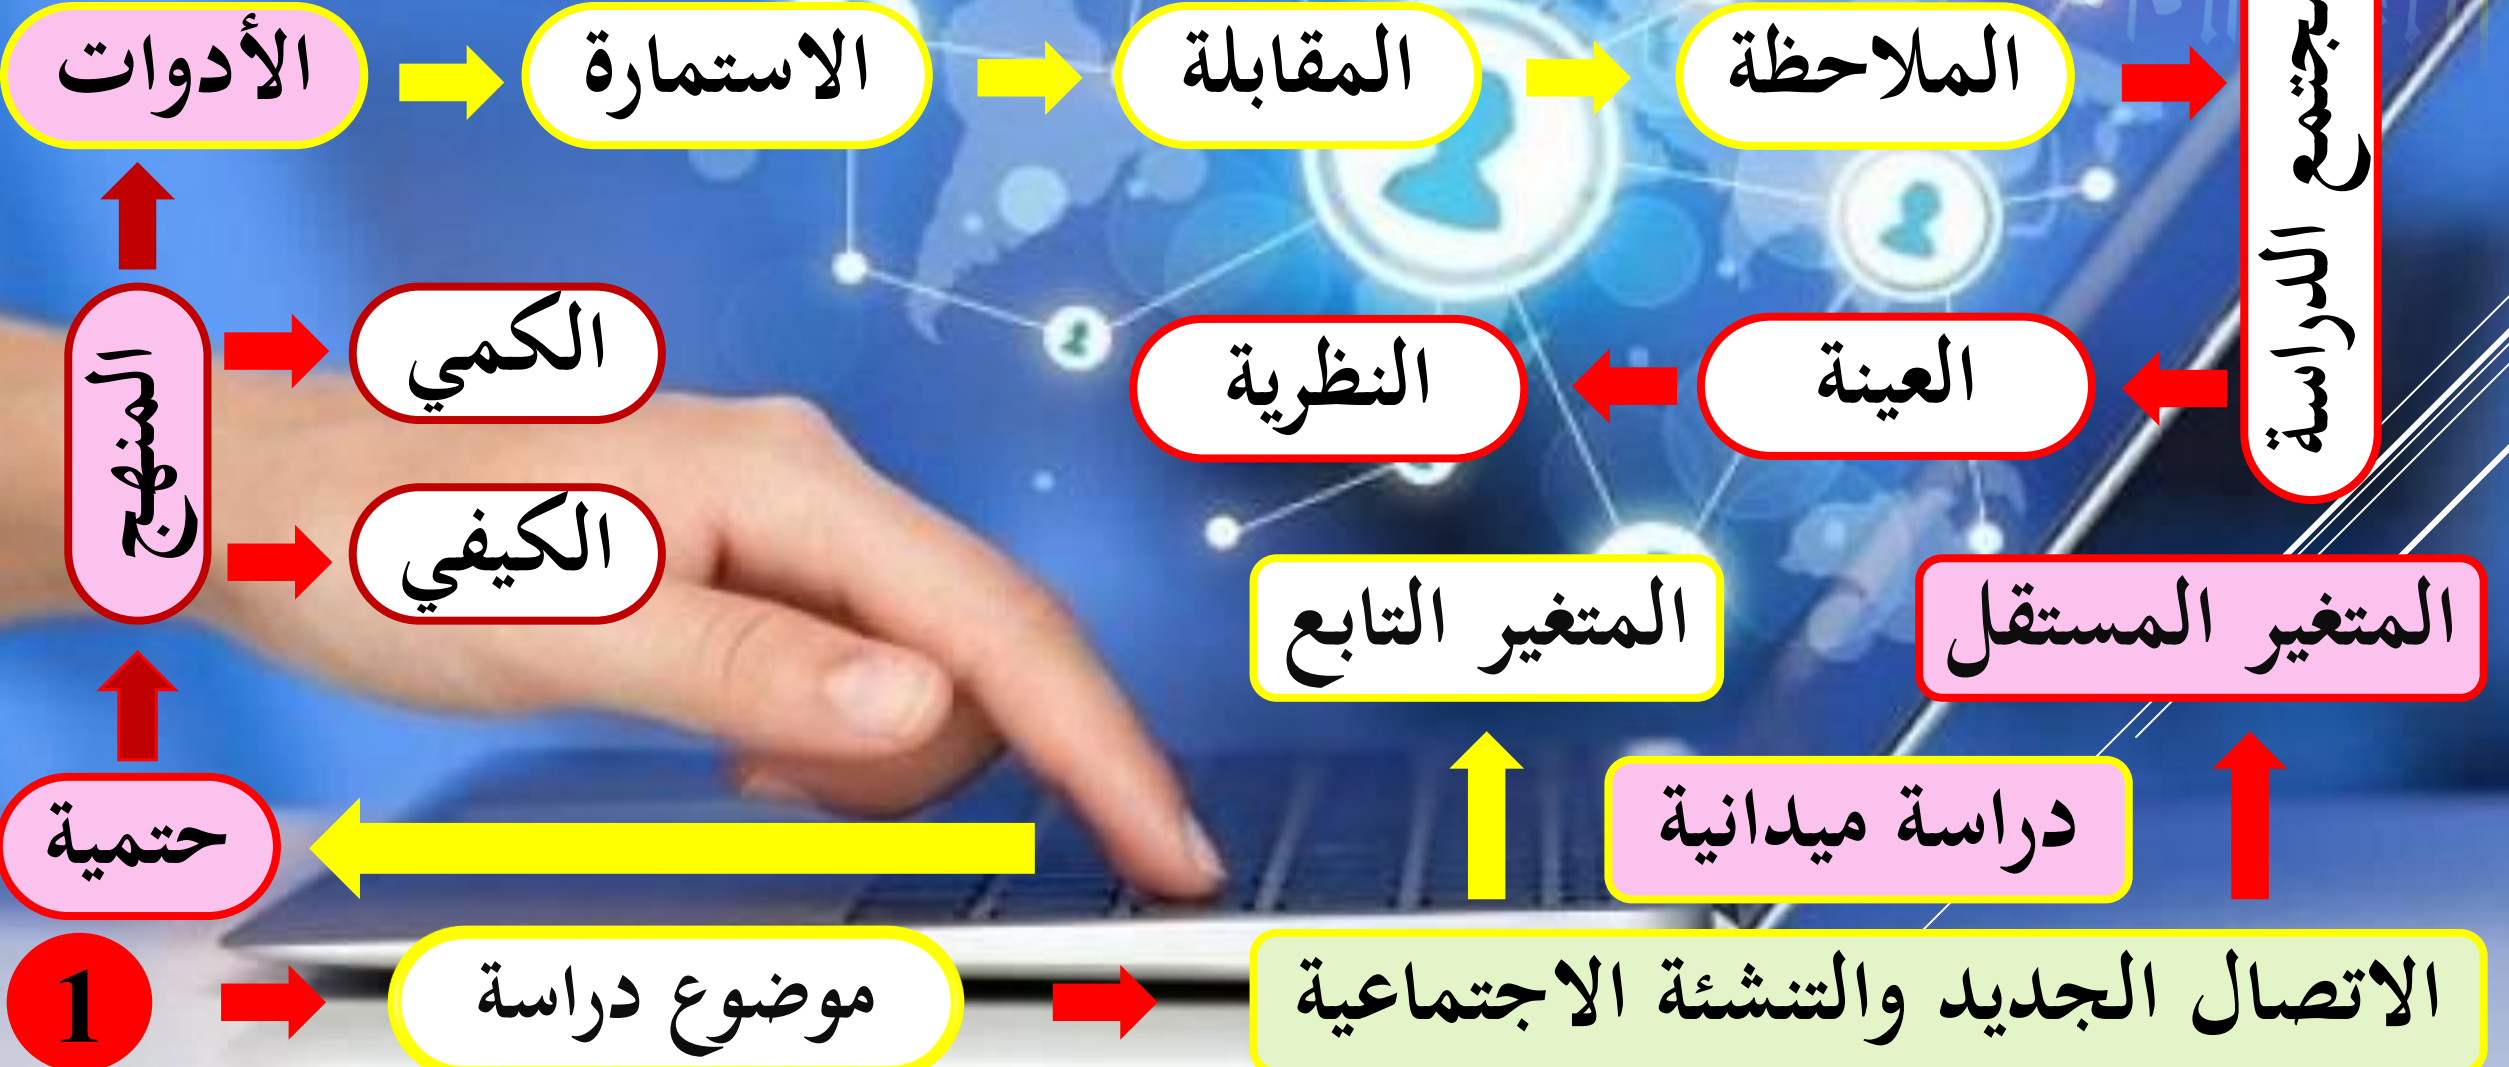 الأدوات
الاستمارة
المقابلة
الملاحظة
مجتمع الدراسة
العينة
النظرية
المنهج
الكمي
الكيفي
المتغير المستقل
المتغير التابع
دراسة ميدانية
حتمية
1
موضوع دراسة
الاتصال الجديد والتنشئة الاجتماعية